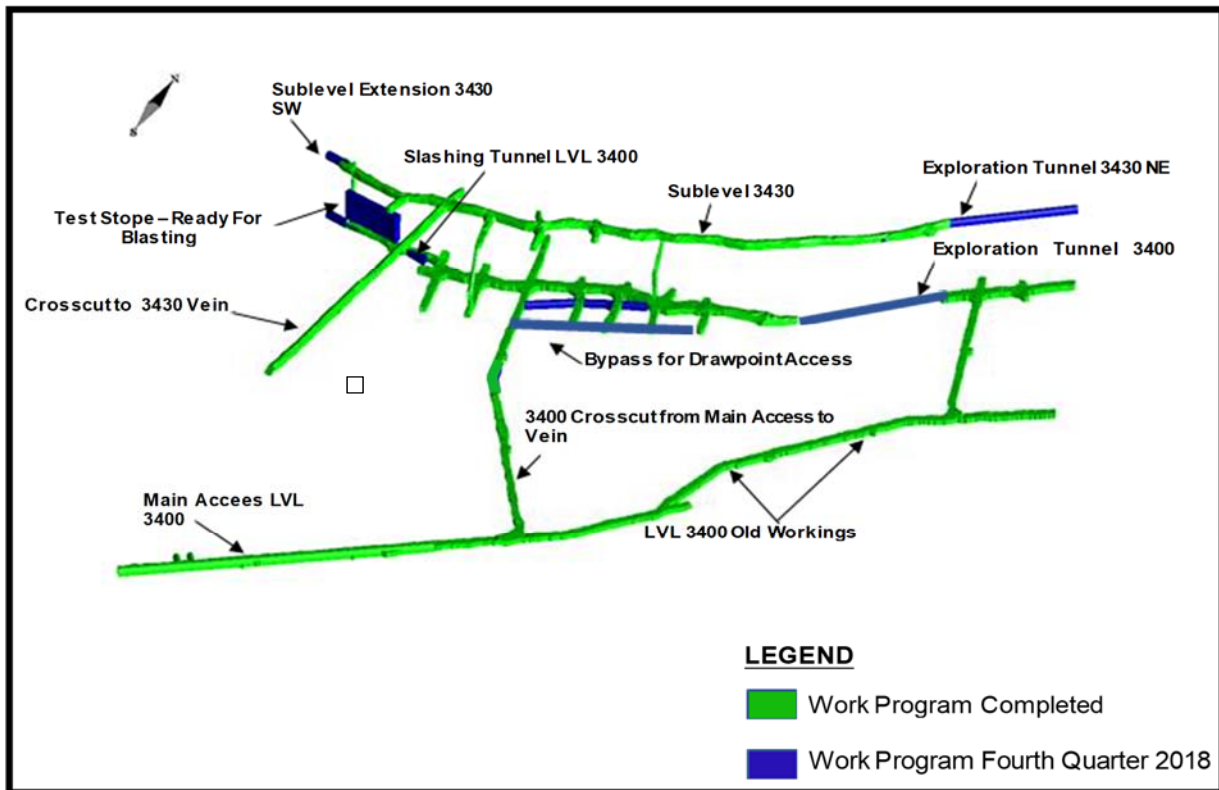 N
S
Sublevel Extension 3430
SW
Slashing Tunnel LVL 3400
Exploration Tunnel 3430 NE
Sublevel 3430
Test Stope – Ready For
Blasting
Exploration Tunnel 3400
Crosscut to 3430 Vein
Bypass for Drawpoint Access
3400 Crosscut from Main Access to
Vein
Main Accees LVL
3400
LVL 3400 Old Workings
LEGEND
Work Program Completed
Work Program Fourth Quarter 2018